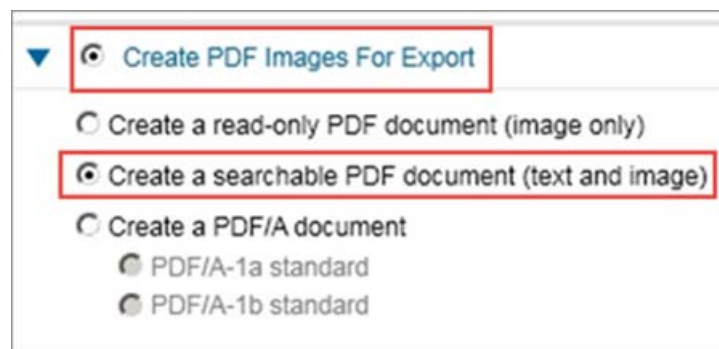 Create PDF Images For Export
Create a read-only PDF document (image only)
Create a searchable PDF document (text and image)
Create a PDF/A document
PDF/A-1a standard
PDF/A-1b standard